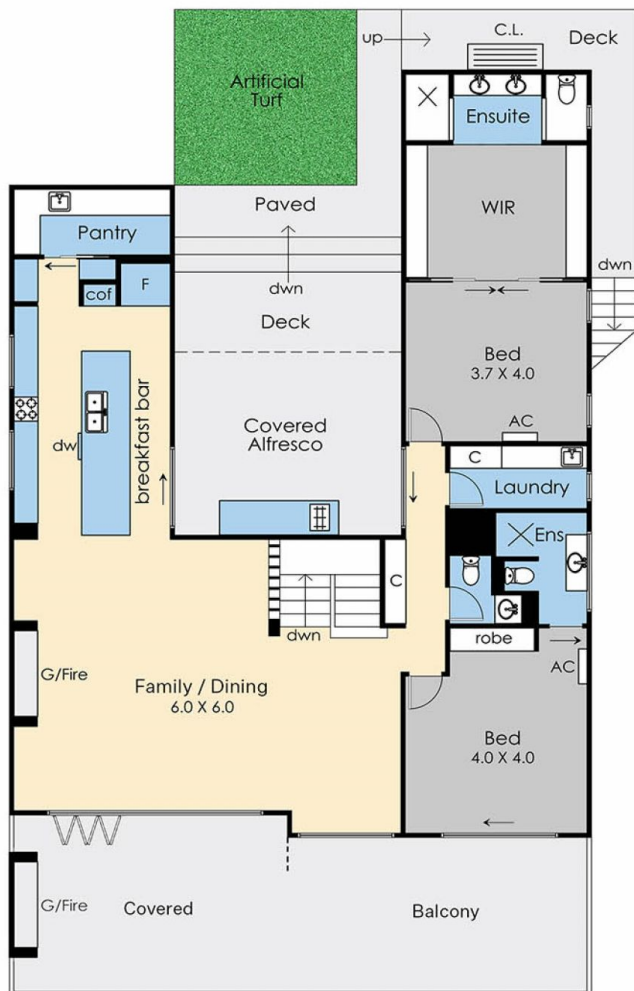 C.L.
up
Deck
Artificial
Turf
Ensuite
Paved
WIR
Pantry
dwn
dwn
cof
F
Deck
Bed
3.7 X 4.0
breakfast bar
dw
Covered
Alfresco
AC
C
Laundry
Ens
C
dwn
robe
G/Fire
AC
Family / Dining
6.0 X 6.0
Bed
4.0 X 4.0
G/Fire
Covered
Balcony